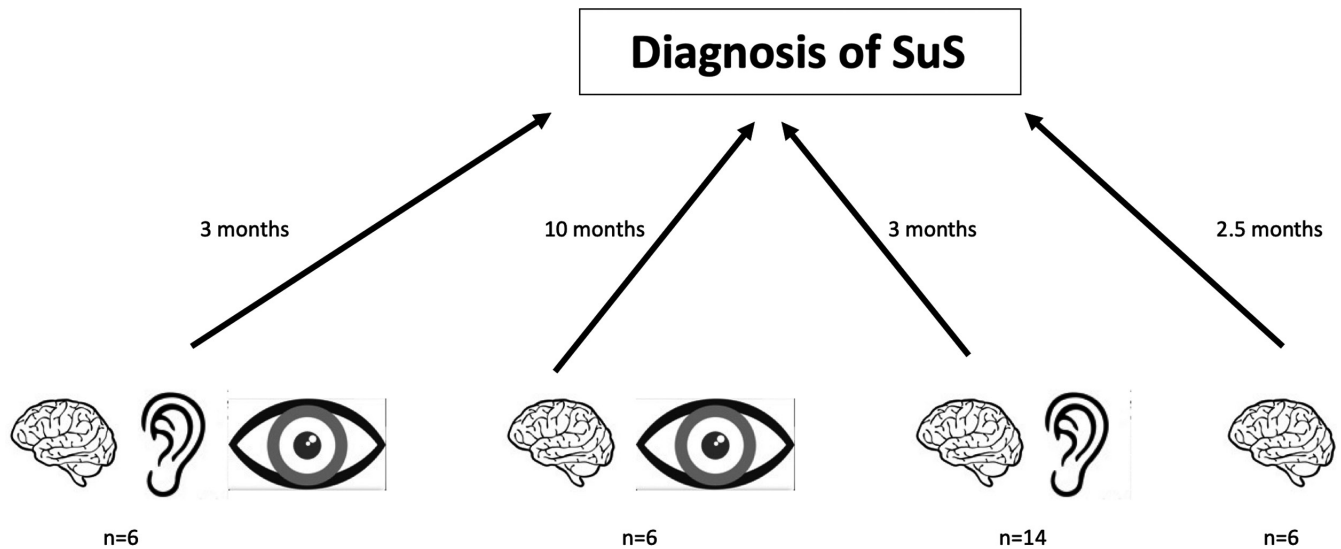 Diagnosis of SuS
3 months
10 months
3 months
2.5 months
n=6
n=6
n=14
n=6